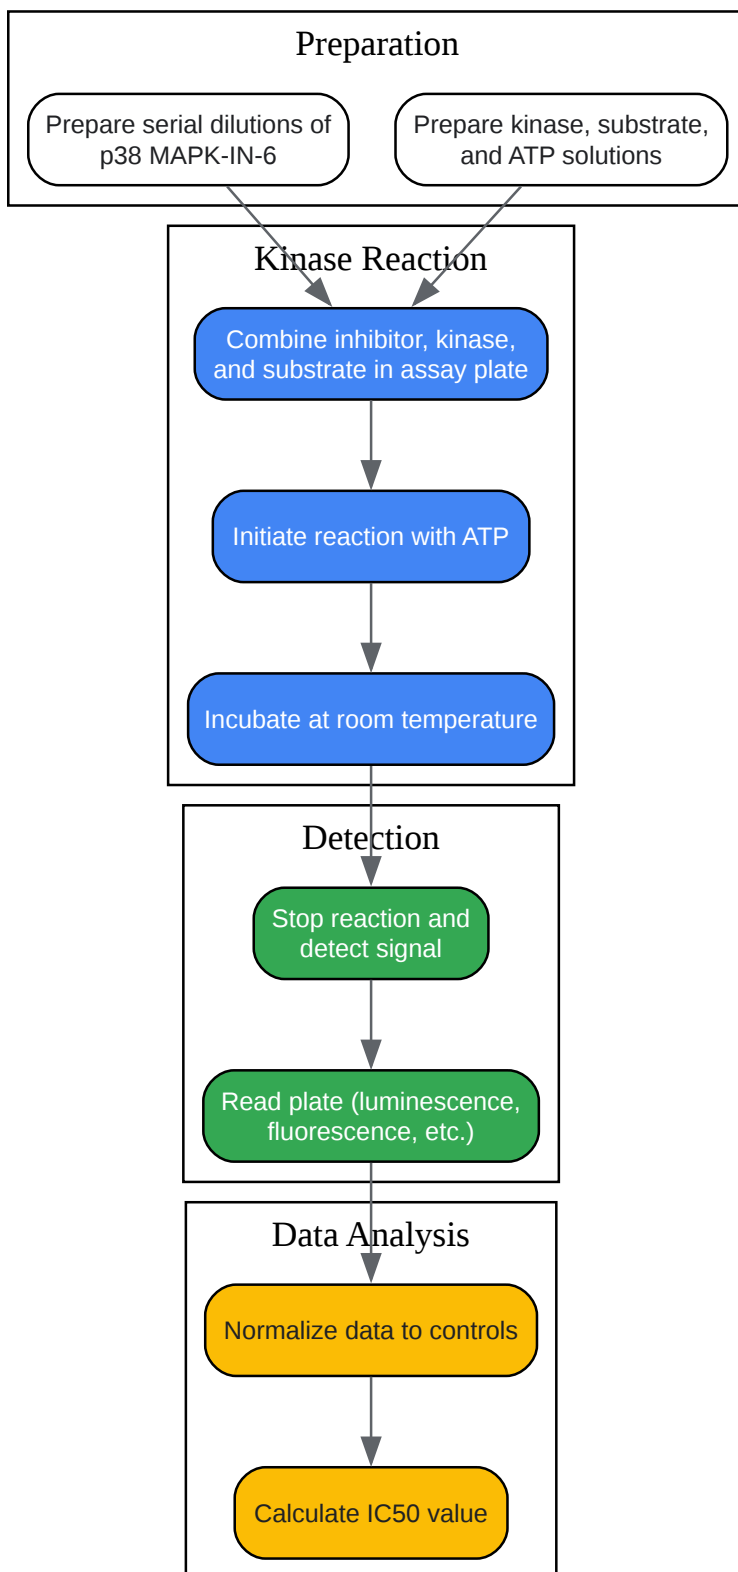 Preparation
Prepare serial dilutions of
p38 MAPK-IN-6
Prepare kinase, substrate,
and ATP solutions
Kinase Reaction
Combine inhibitor, kinase,
and substrate in assay plate
Initiate reaction with ATP
Incubate at room temperature
Detection
Stop reaction and
detect signal
Read plate (luminescence,
fluorescence, etc.)
Data Analysis
Normalize data to controls
Calculate IC50 value